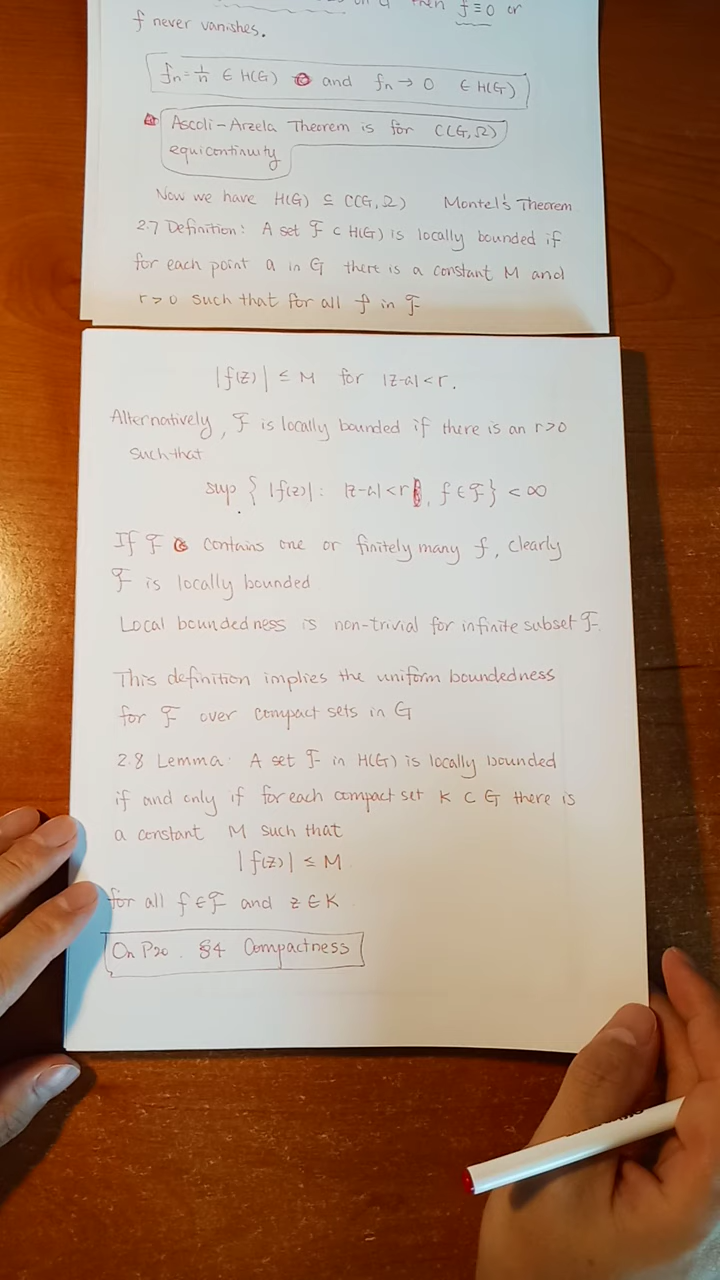 on G then f ≡ 0 or
f never vanishes.
fn = 1/n ∈ H(G) and fn → 0 ∈ H(G)
Ascoli-Arzela Theorem is for C(G, Ω)
equicontinuity
Now we have H(G) ⊆ C(G, Ω) Montel's Theorem
2.7 Definition: A set F ⊂ H(G) is locally bounded if
for each point a in G there is a constant M and
r > 0 such that for all f in F
|f(z)| ≤ M for |z-a| < r.
Alternatively, F is locally bounded if there is an r>0
such that
sup { |f(z)| : |z-a| < r, f ∈ F } < ∞
If F contains one or finitely many f, clearly
F is locally bounded
Local boundedness is non-trivial for infinite subset F.
This definition implies the uniform boundedness
for F over compact sets in G
2.8 Lemma: A set F in H(G) is locally bounded
if and only if for each compact set K ⊂ G there is
a constant M such that
|f(z)| ≤ M
for all f ∈ F and z ∈ K
On P20. §4 Compactness